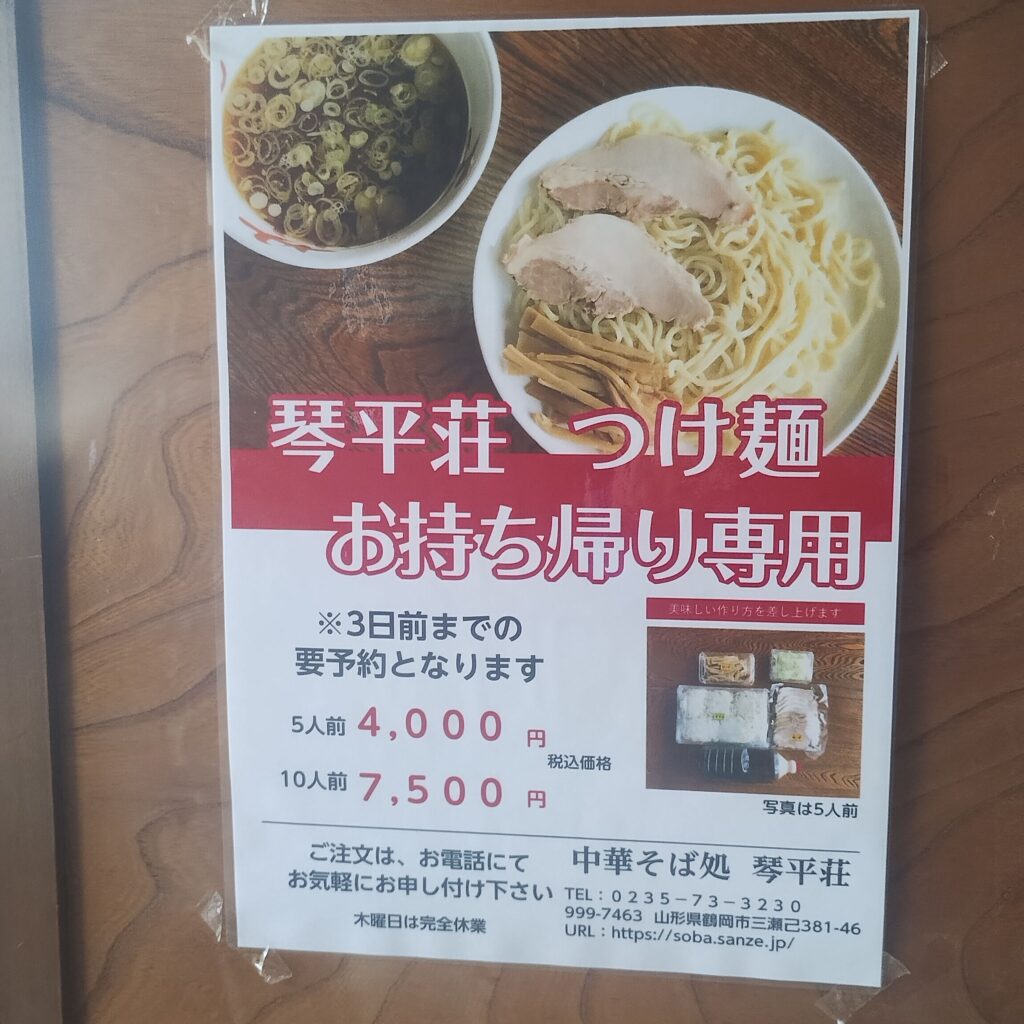 琴平荘 つけ麺
お持ち帰り専用
美味しい作り方を差し上げます
※3日前までの
要予約となります
5人前 4,000 円
税込価格
10人前 7,500 円
写真は5人前
ご注文は、お電話にて
お気軽にお申し付け下さい
木曜日は完全休業
中華そば処 琴平荘
TEL：０２３５－７３－３２３０
999-7463 山形県鶴岡市三瀬己381-46
URL：https://soba.sanze.jp/